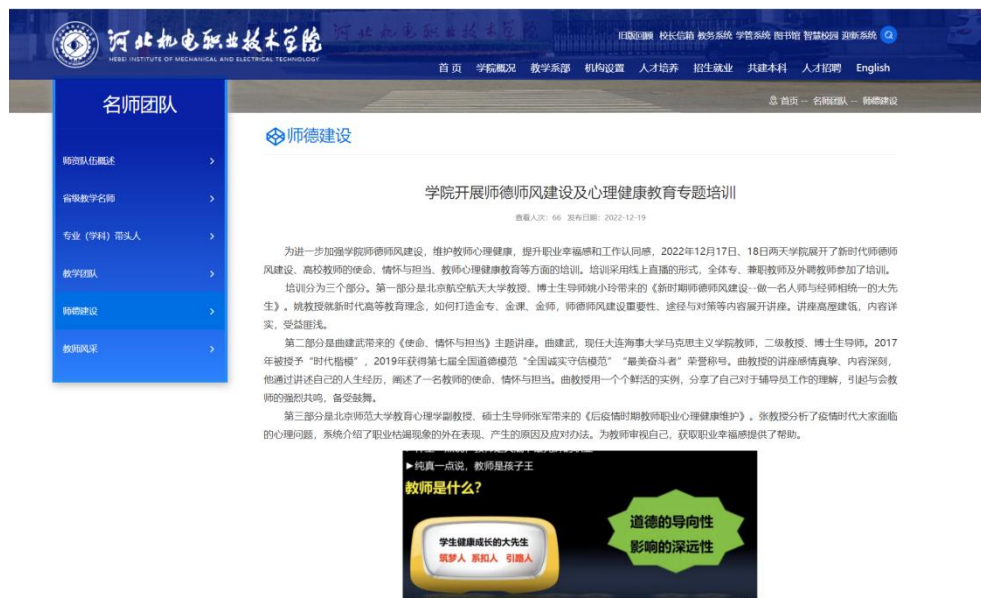 河北机电职业技术学院
HEBEI INSTITUTE OF MECHANICAL AND ELECTRICAL TECHNOLOGY
旧版回顾 校长信箱 教务系统 学管系统 图书馆 智慧校园 迎新系统
首页 学院概况 教学系部 机构设置 人才培养 招生就业 共建本科 人才招聘 English
名师团队
首页 -- 名师团队 -- 师德建设
师资队伍概述
省级教学名师
专业（学科）带头人
教学团队
师德建设
教师风采
师德建设
学院开展师德师风建设及心理健康教育专题培训
查看人次：66 发布日期：2022-12-19
为进一步加强学院师德师风建设，维护教师心理健康，提升职业幸福感和工作认同感，2022年12月17日、18日两天学院展开了新时代师德师
风建设、高校教师的使命、情怀与担当、教师心理健康教育等方面的培训。培训采用线上直播的形式，全体专、兼职教师及外聘教师参加了培训。
培训分为三个部分。第一部分是北京航空航天大学教授、博士生导师姚小玲带来的《新时期师德师风建设--做一名人师与经师相统一的大先
生》。姚教授就新时代高等教育理念，如何打造金专、金课、金师，师德师风建设重要性、途径与对策等内容展开讲座。讲座高屋建瓴，内容详
实，受益匪浅。
第二部分是曲建武带来的《使命、情怀与担当》主题讲座。曲建武，现任大连海事大学马克思主义学院教师，二级教授、博士生导师。2017
年被授予“时代楷模”，2019年获得第七届全国道德模范“全国诚实守信模范”“最美奋斗者”荣誉称号。曲教授的讲座感情真挚、内容深刻，
他通过讲述自己的人生经历，阐述了一名教师的使命、情怀与担当。曲教授用一个个鲜活的实例，分享了自己对于辅导员工作的理解，引起与会教
师的强烈共鸣，备受鼓舞。
第三部分是北京师范大学教育心理学副教授、硕士生导师张军带来的《后疫情时期教师职业心理健康维护》。张教授分析了疫情时代大家面临
的心理问题，系统介绍了职业枯竭现象的外在表现、产生的原因及应对办法。为教师审视自己，获取职业幸福感提供了帮助。
▶纯真一点说，教师是孩子王
教师是什么？
学生健康成长的大先生
筑梦人 系扣人 引路人
道德的导向性
影响的深远性